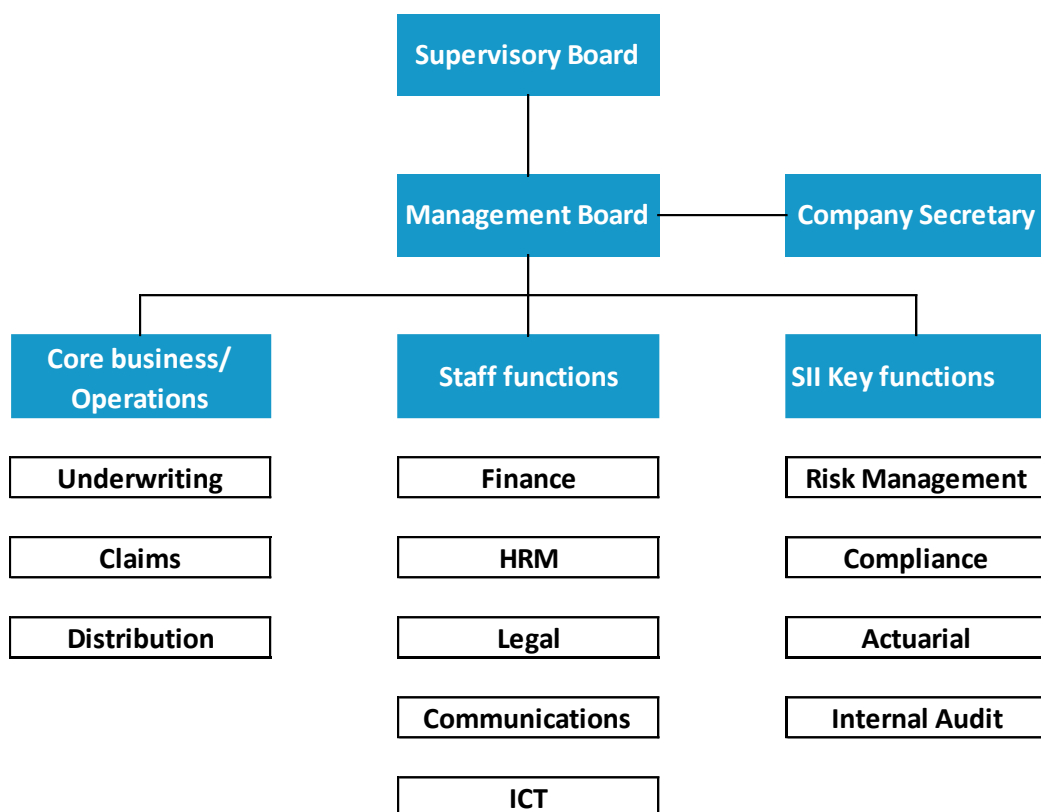 Supervisory Board
Management Board
Company Secretary
Core business/
Operations
Staff functions
SII Key functions
Underwriting
Finance
Risk Management
Claims
HRM
Compliance
Distribution
Legal
Actuarial
Communications
Internal Audit
ICT